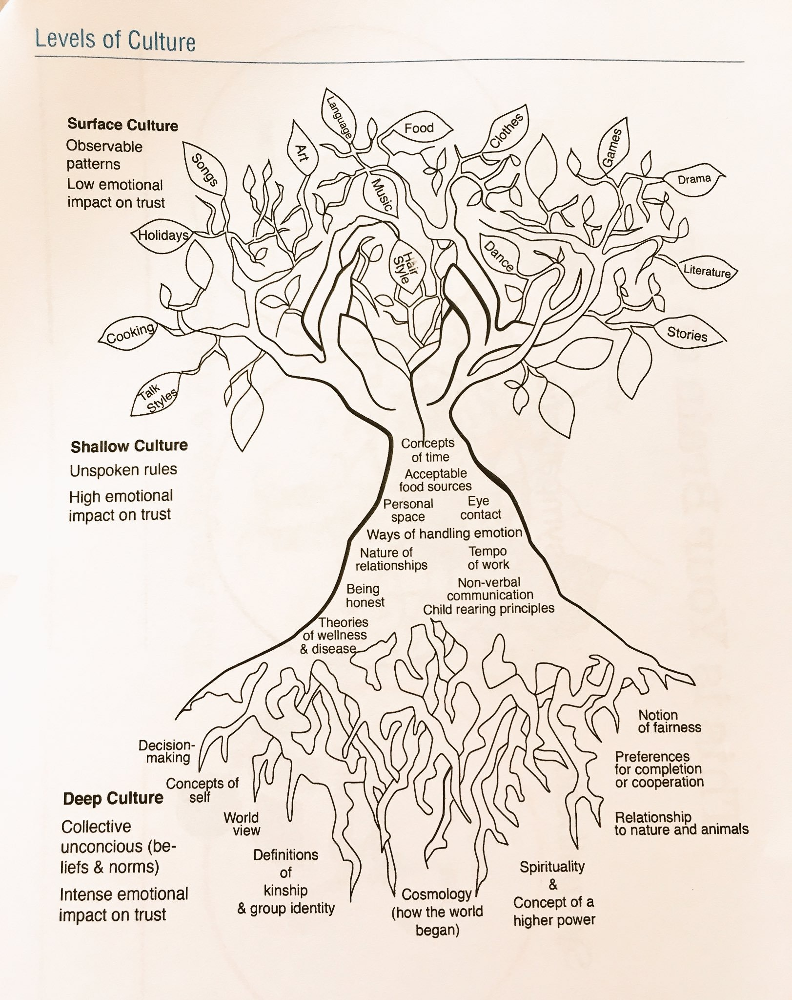 Levels of Culture
Surface Culture
Observable
patterns
Low emotional
impact on trust
Language
Food
Clothes
Games
Art
Songs
Drama
Music
Holidays
Hair
Style
Dance
Literature
Cooking
Stories
Talk
Styles
Shallow Culture
Unspoken rules
High emotional
impact on trust
Concepts
of time
Acceptable
food sources
Personal
space
Eye
contact
Ways of handling emotion
Nature of
relationships
Tempo
of work
Being
honest
Non-verbal
communication
Child rearing principles
Theories
of wellness
& disease
Deep Culture
Collective
unconcious (be-
liefs & norms)
Intense emotional
impact on trust
Decision-
making
Concepts of
self
World
view
Definitions
of
kinship
& group identity
Cosmology
(how the world
began)
Spirituality
&
Concept of a
higher power
Notion
of fairness
Preferences
for completion
or cooperation
Relationship
to nature and animals